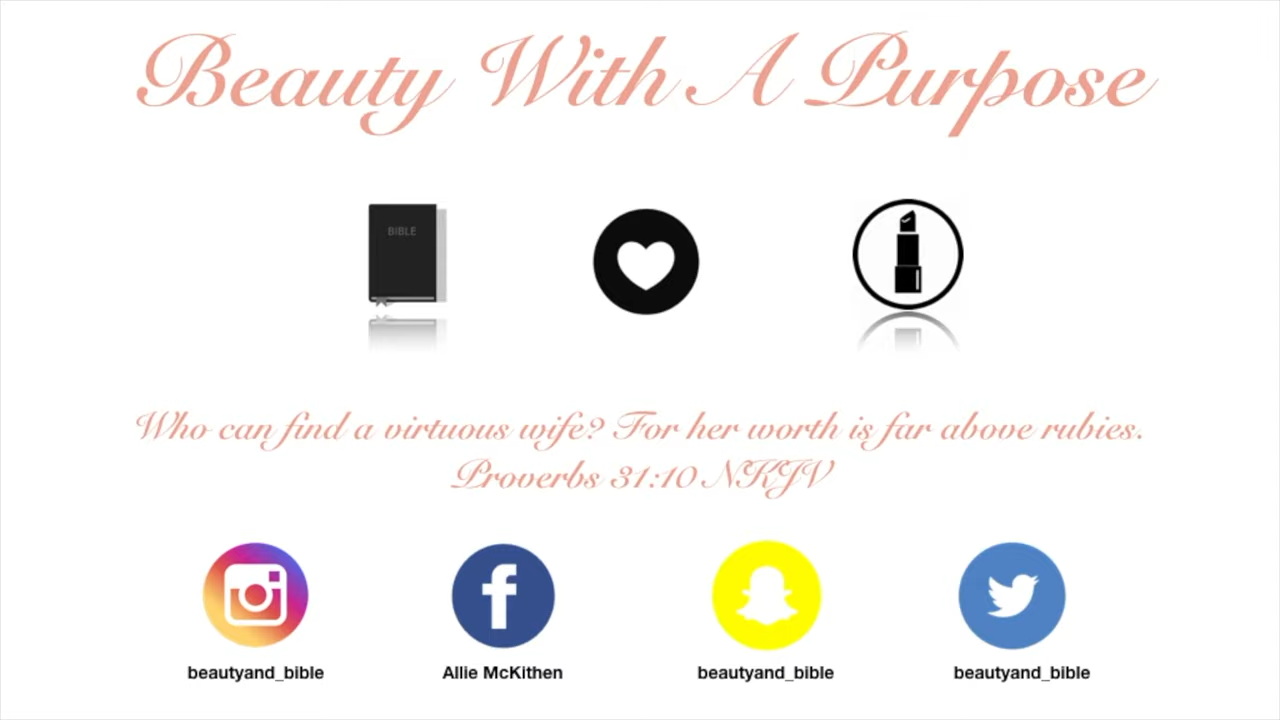 Beauty With A Purpose
BIBLE
Who can find a virtuous wife? For her worth is far above rubies.
Proverbs 31:10 NKJV
beautyand_bible
Allie McKithen
beautyand_bible
beautyand_bible